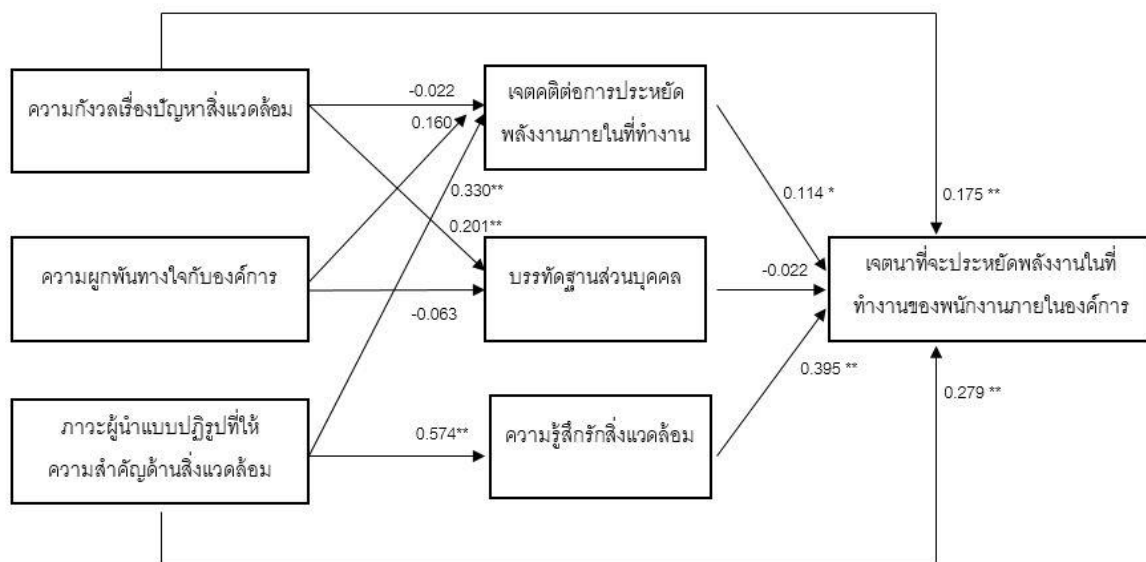 -0.022
ความกังวลเรื่องปัญหาสิ่งแวดล้อม
เจตคติต่อการประหยัด
พลังงานภายในที่ทำงาน
0.160
0.330**
0.201**
0.114 *
0.175 **
ความผูกพันทางใจกับองค์การ
-0.063
บรรทัดฐานส่วนบุคคล
-0.022
เจตนาที่จะประหยัดพลังงานในที่
ทำงานของพนักงานภายในองค์การ
ภาวะผู้นำแบบปฏิรูปที่ให้
ความสำคัญด้านสิ่งแวดล้อม
0.574**
ความรู้สึกรักสิ่งแวดล้อม
0.395 **
0.279 **